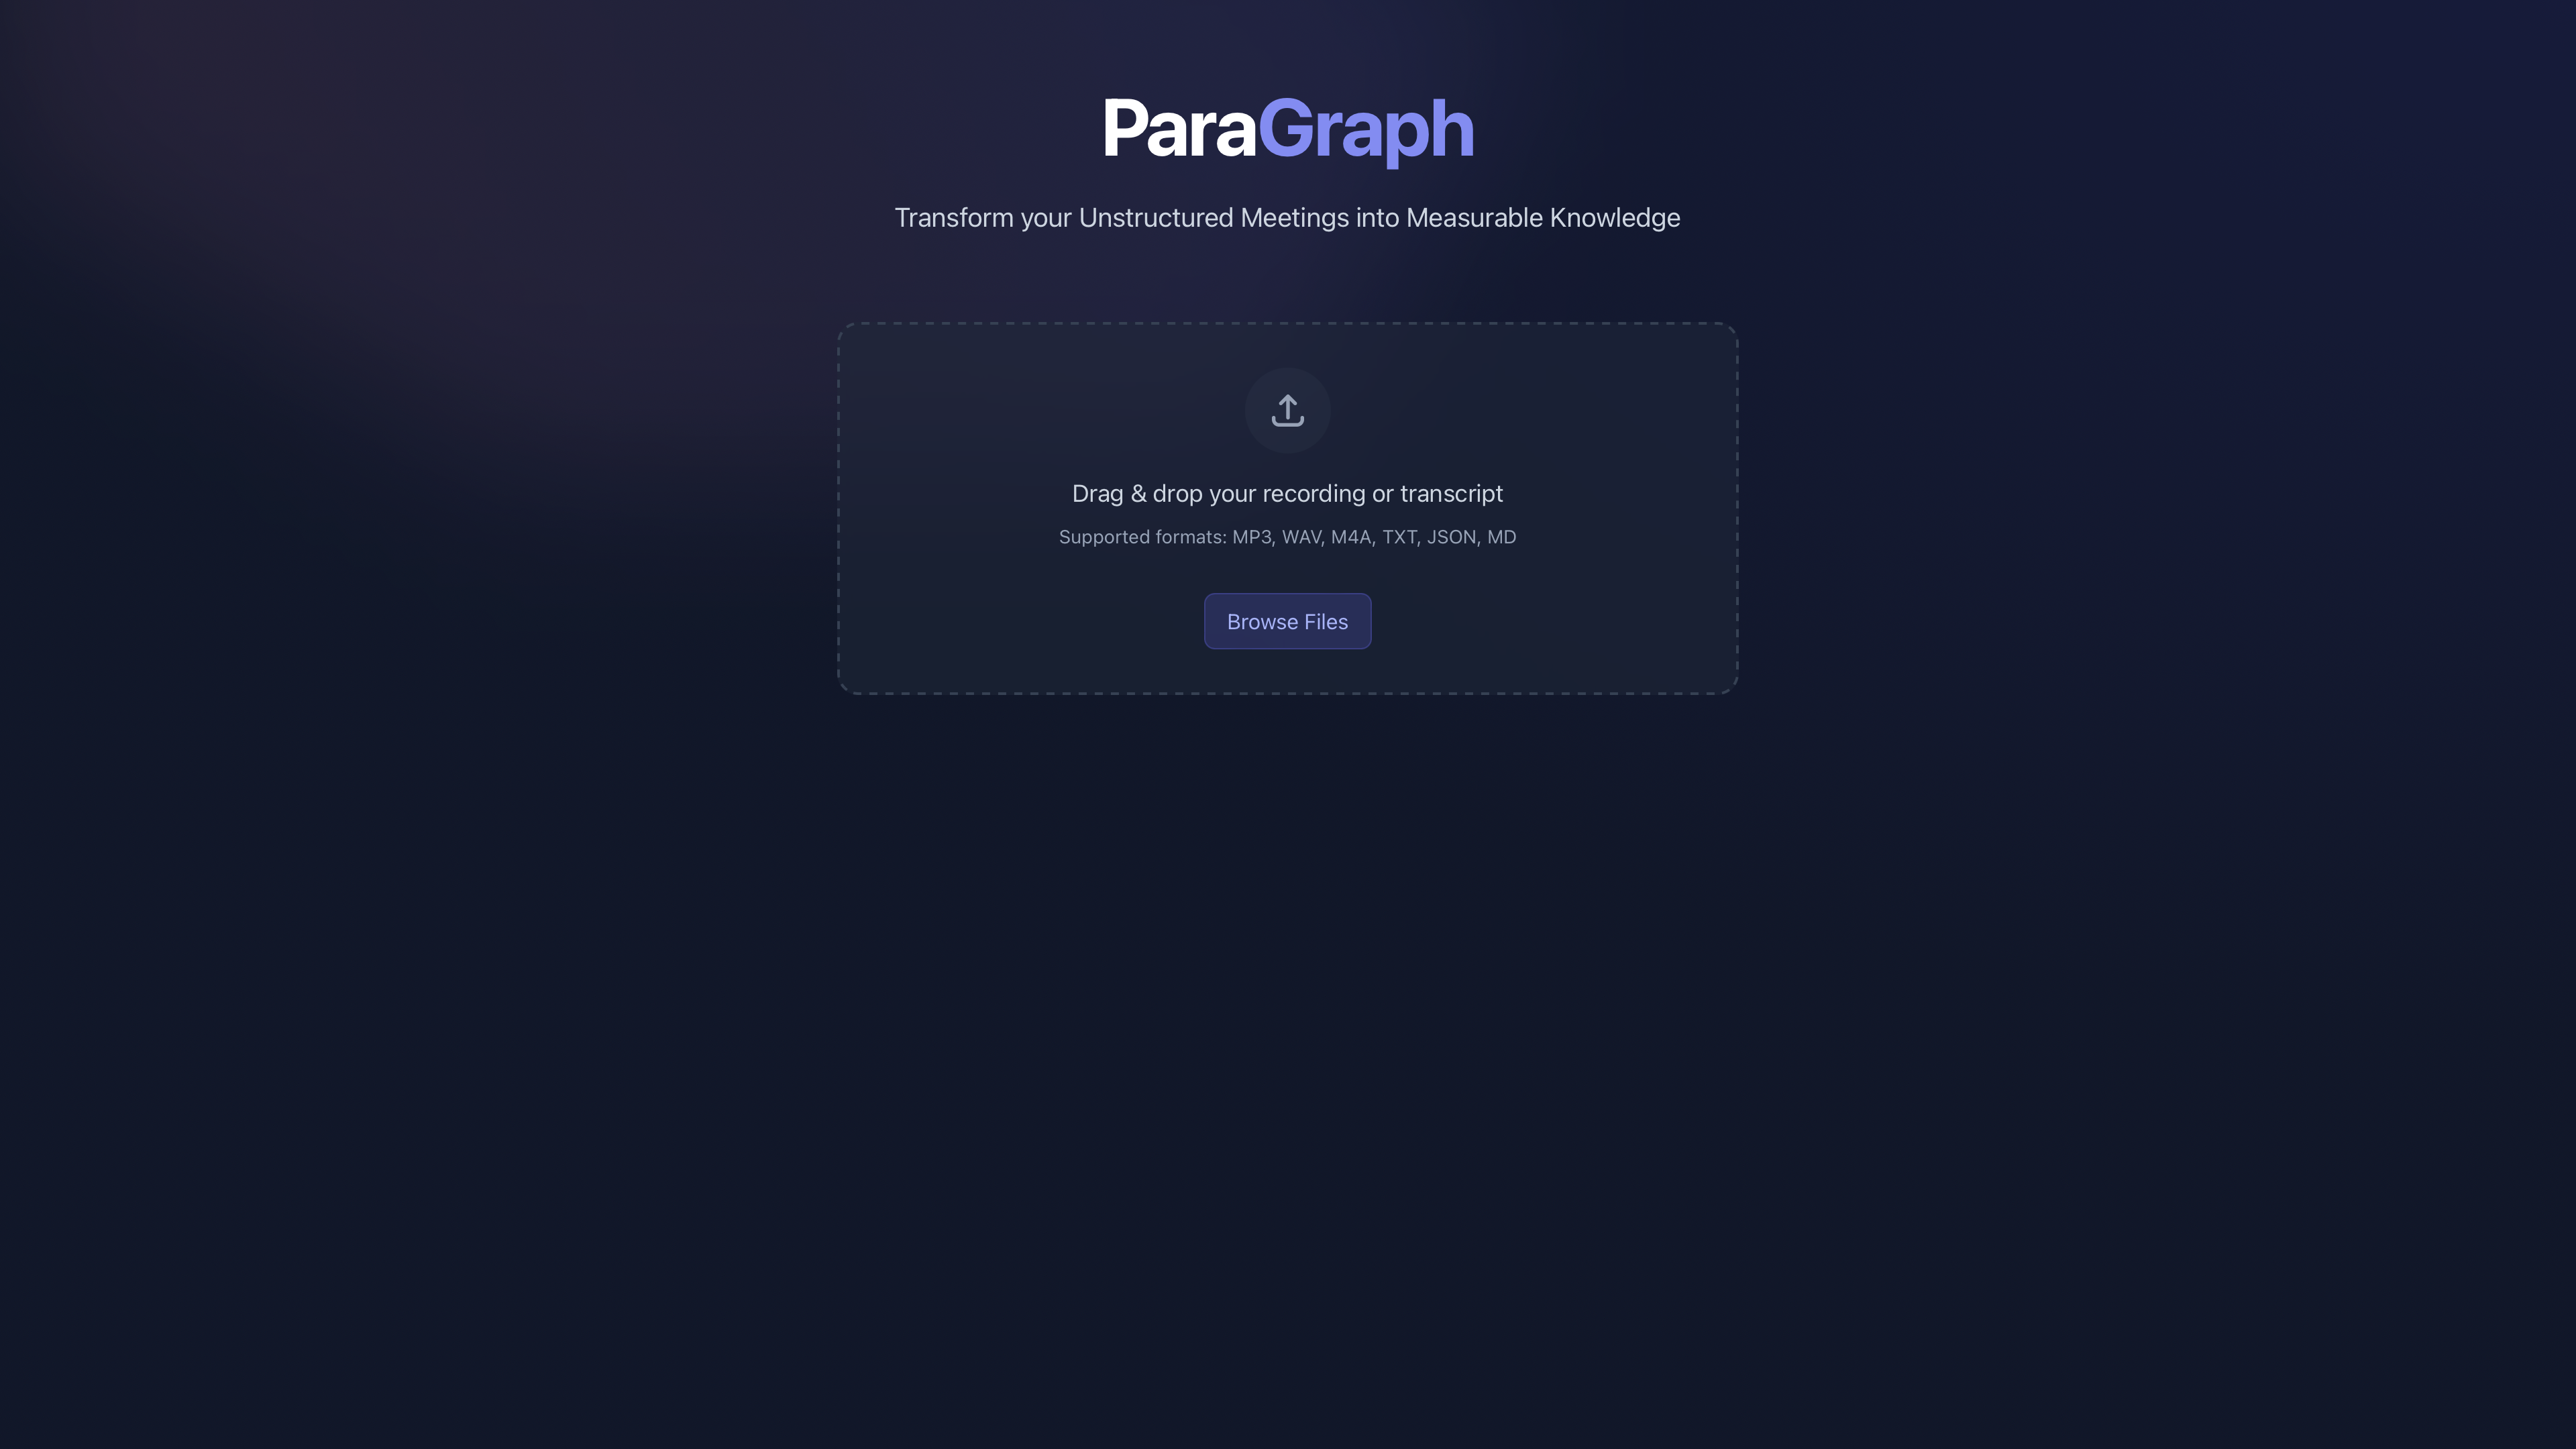 ParaGraph
Transform your Unstructured Meetings into Measurable Knowledge
Drag & drop your recording or transcript
Supported formats: MP3, WAV, M4A, TXT, JSON, MD
Browse Files